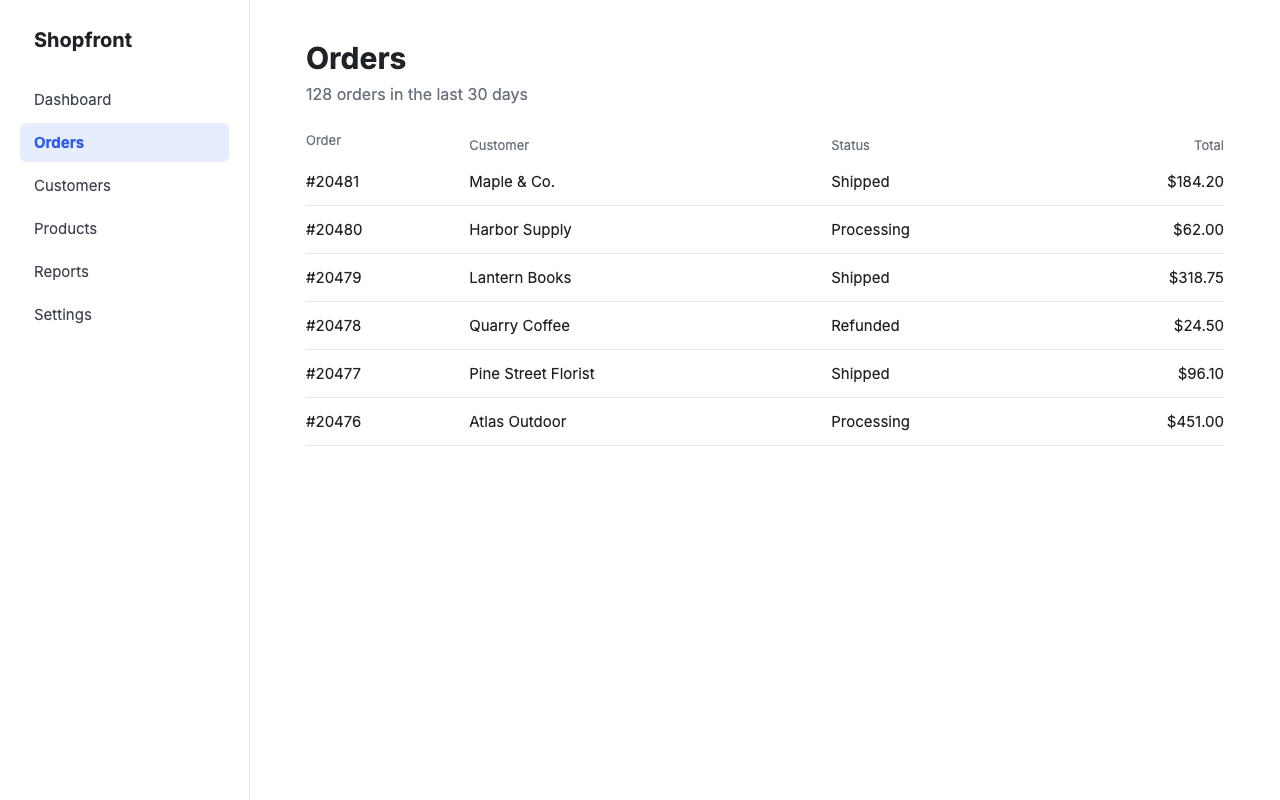 Shopfront
Dashboard
Orders
Customers
Products
Reports
Settings
Orders
128 orders in the last 30 days
Order Customer Status Total
#20481 Maple & Co. Shipped $184.20
#20480 Harbor Supply Processing $62.00
#20479 Lantern Books Shipped $318.75
#20478 Quarry Coffee Refunded $24.50
#20477 Pine Street Florist Shipped $96.10
#20476 Atlas Outdoor Processing $451.00